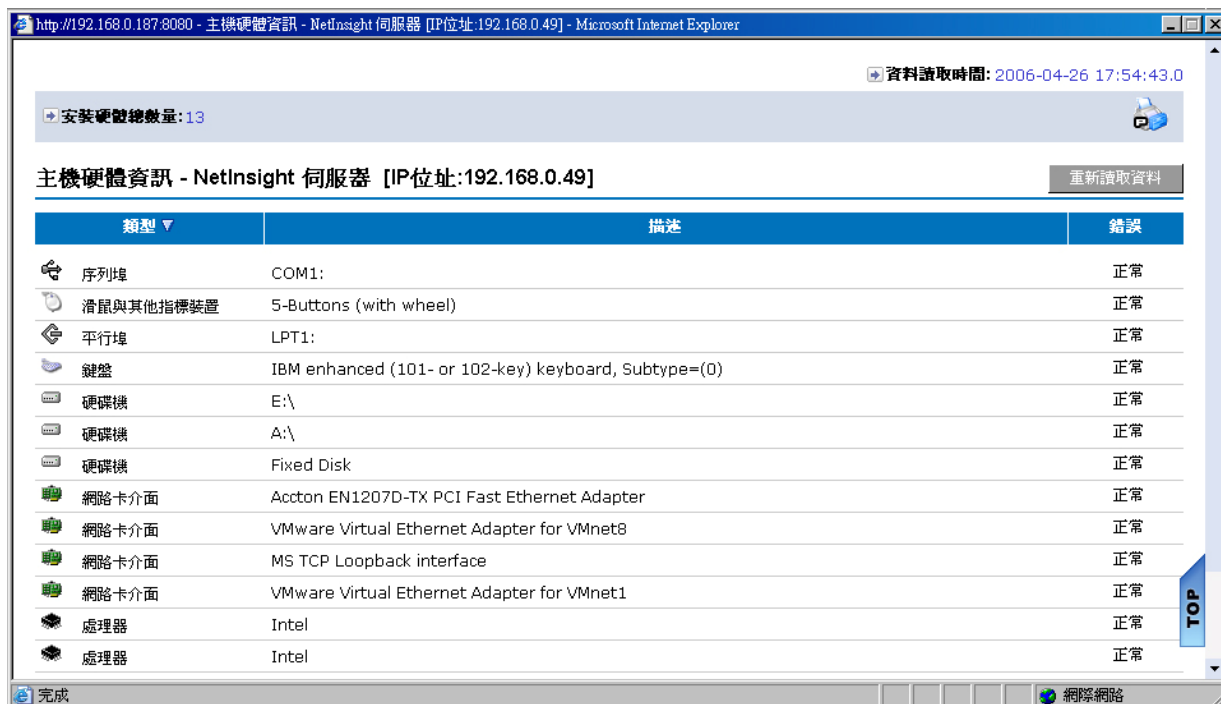 http://192.168.0.187:8080 - 主機硬體資訊 - NetInsight 伺服器 [IP位址:192.168.0.49] - Microsoft Internet Explorer
資料讀取時間: 2006-04-26 17:54:43.0
安裝硬體總數量:13
主機硬體資訊 - NetInsight 伺服器 [IP位址:192.168.0.49]
重新讀取資料
類型 描述 錯誤
序列埠 COM1: 正常
滑鼠與其他指標裝置 5-Buttons (with wheel) 正常
平行埠 LPT1: 正常
鍵盤 IBM enhanced (101- or 102-key) keyboard, Subtype=(0) 正常
硬碟機 E:\ 正常
硬碟機 A:\ 正常
硬碟機 Fixed Disk 正常
網路卡介面 Accton EN1207D-TX PCI Fast Ethernet Adapter 正常
網路卡介面 VMware Virtual Ethernet Adapter for VMnet8 正常
網路卡介面 MS TCP Loopback interface 正常
網路卡介面 VMware Virtual Ethernet Adapter for VMnet1 正常
處理器 Intel 正常
處理器 Intel 正常
TOP
完成 網際網路